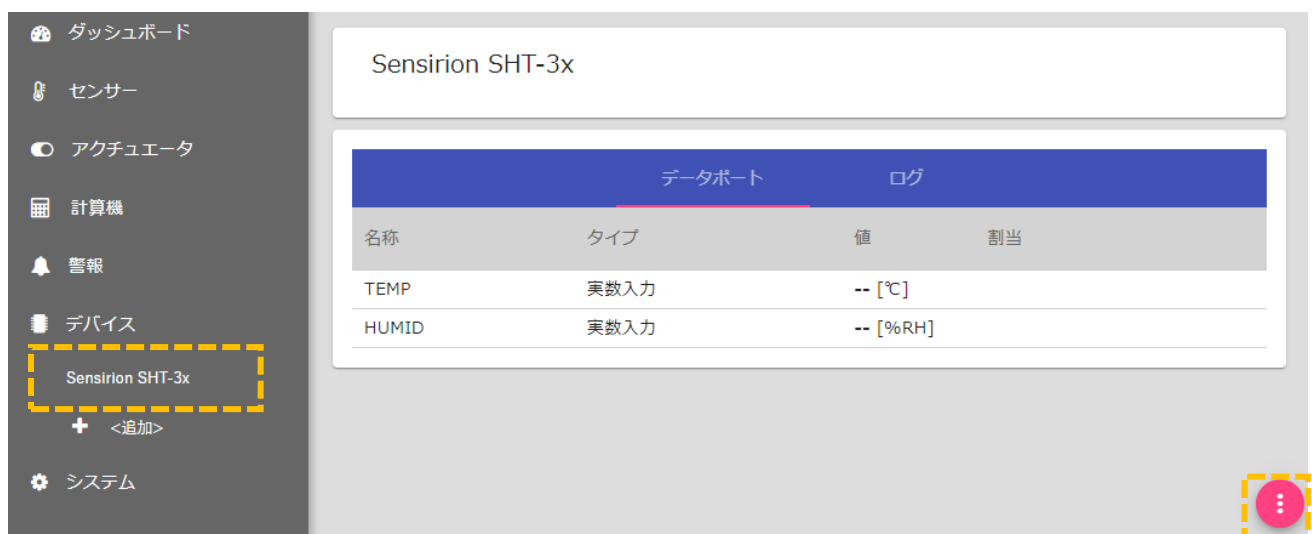 ダッシュボード
センサー
アクチュエータ
計算機
警報
デバイス
Sensirion SHT-3x
<追加>
システム
Sensirion SHT-3x
データポート ログ
名称 タイプ 値 割当
TEMP 実数入力 -- [℃]
HUMID 実数入力 -- [%RH]